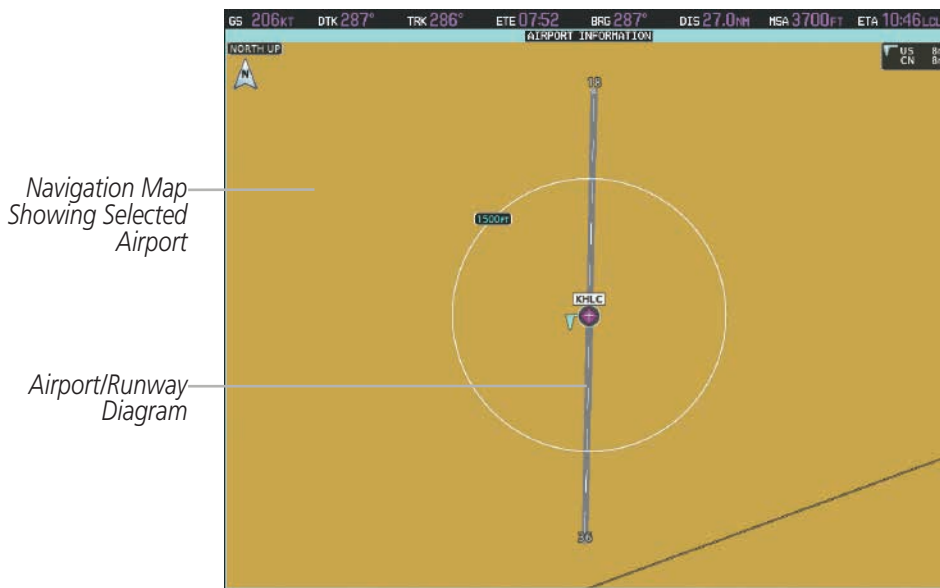 GS 206KT DTK 287° TRK 286° ETE 07:52 BRG 287° DIS 27.0NM MSA 3700FT ETA 10:46LCL
AIRPORT INFORMATION
NORTH UP
N
US
CN
18
Navigation Map
Showing Selected
Airport
1500FT
KHLC
Airport/Runway
Diagram
36